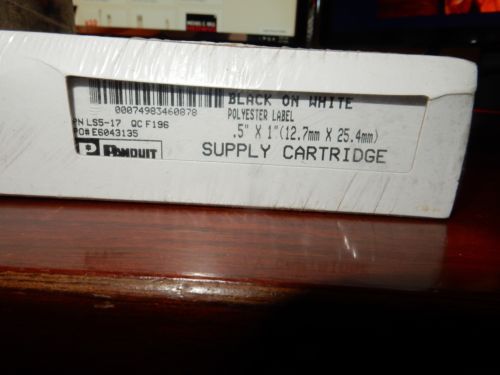 BLACK ON WHITE
00074983460878
POLYESTER LABEL
PN LS5-17 QC F196
.5" X 1"(12.7mm X 25.4mm)
PO# E6043135
P PANDUIT
SUPPLY CARTRIDGE